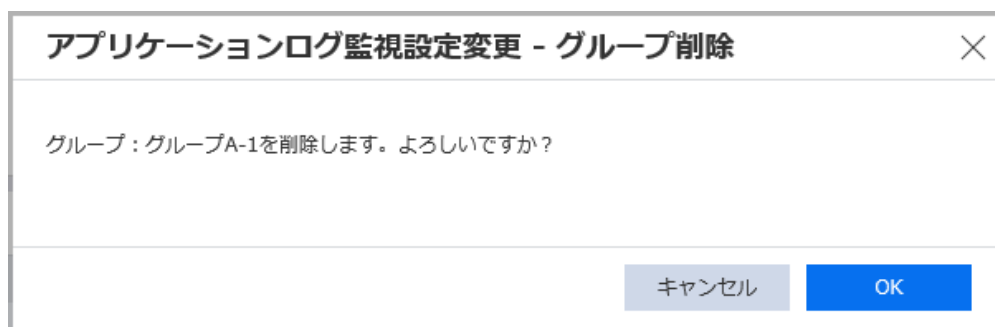 アプリケーションログ監視設定変更 - グループ削除
グループ：グループA-1を削除します。よろしいですか？
キャンセル
OK